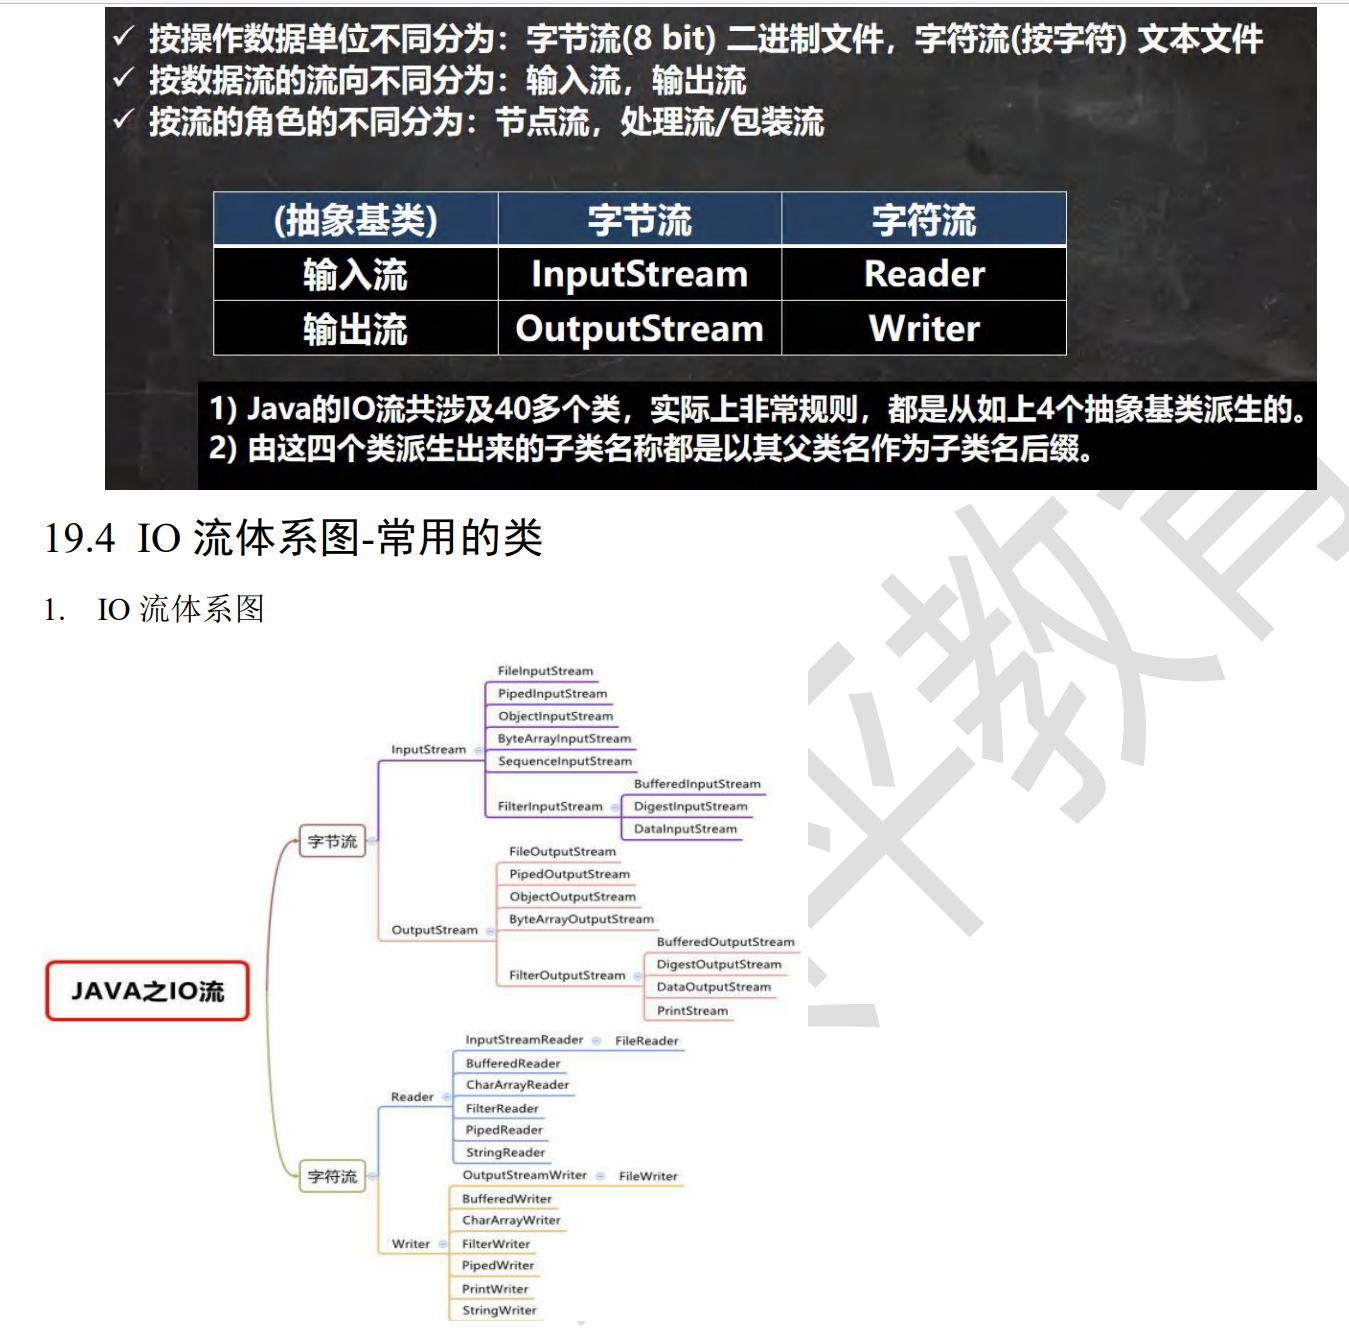 ✓ 按操作数据单位不同分为：字节流(8 bit) 二进制文件，字符流(按字符) 文本文件
✓ 按数据流的流向不同分为：输入流，输出流
✓ 按流的角色的不同分为：节点流，处理流/包装流
(抽象基类) 字节流 字符流
输入流 InputStream Reader
输出流 OutputStream Writer
1) Java的IO流共涉及40多个类，实际上非常规则，都是从如上4个抽象基类派生的。
2) 由这四个类派生出来的子类名称都是以其父类名作为子类名后缀。
19.4 IO 流体系图-常用的类
1. IO 流体系图
JAVA之IO流
字节流
InputStream
FileInputStream
PipedInputStream
ObjectInputStream
ByteArrayInputStream
SequenceInputStream
FilterInputStream
BufferedInputStream
DigestInputStream
DataInputStream
OutputStream
FileOutputStream
PipedOutputStream
ObjectOutputStream
ByteArrayOutputStream
FilterOutputStream
BufferedOutputStream
DigestOutputStream
DataOutputStream
PrintStream
字符流
Reader
InputStreamReader FileReader
BufferedReader
CharArrayReader
FilterReader
PipedReader
StringReader
Writer
OutputStreamWriter FileWriter
BufferedWriter
CharArrayWriter
FilterWriter
PipedWriter
PrintWriter
StringWriter
教育